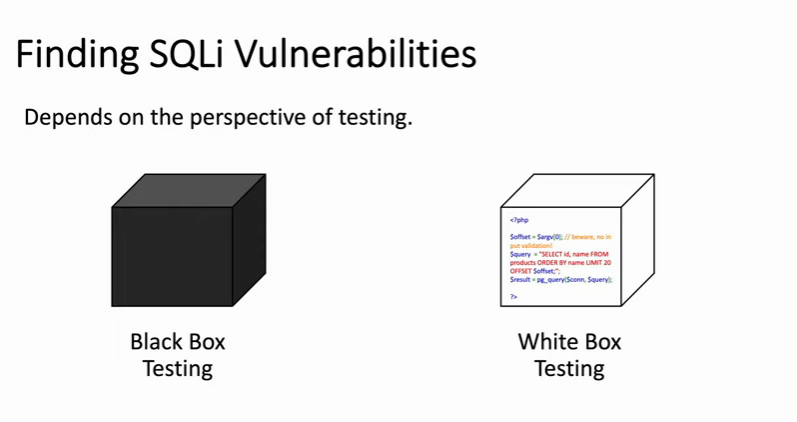 Finding SQLi Vulnerabilities
Depends on the perspective of testing.
<?php
$offset = $argv[0]; // beware, no in
put validation!
$query  = "SELECT id, name FROM
products ORDER BY name LIMIT 20
OFFSET $offset;";
$result = pg_query($conn, $query);
?>
Black Box
Testing
White Box
Testing